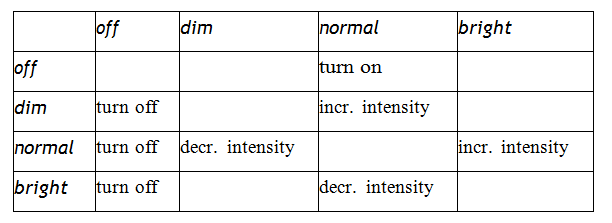 off dim normal bright
off turn on
dim turn off incr. intensity
normal turn off decr. intensity incr. intensity
bright turn off decr. intensity